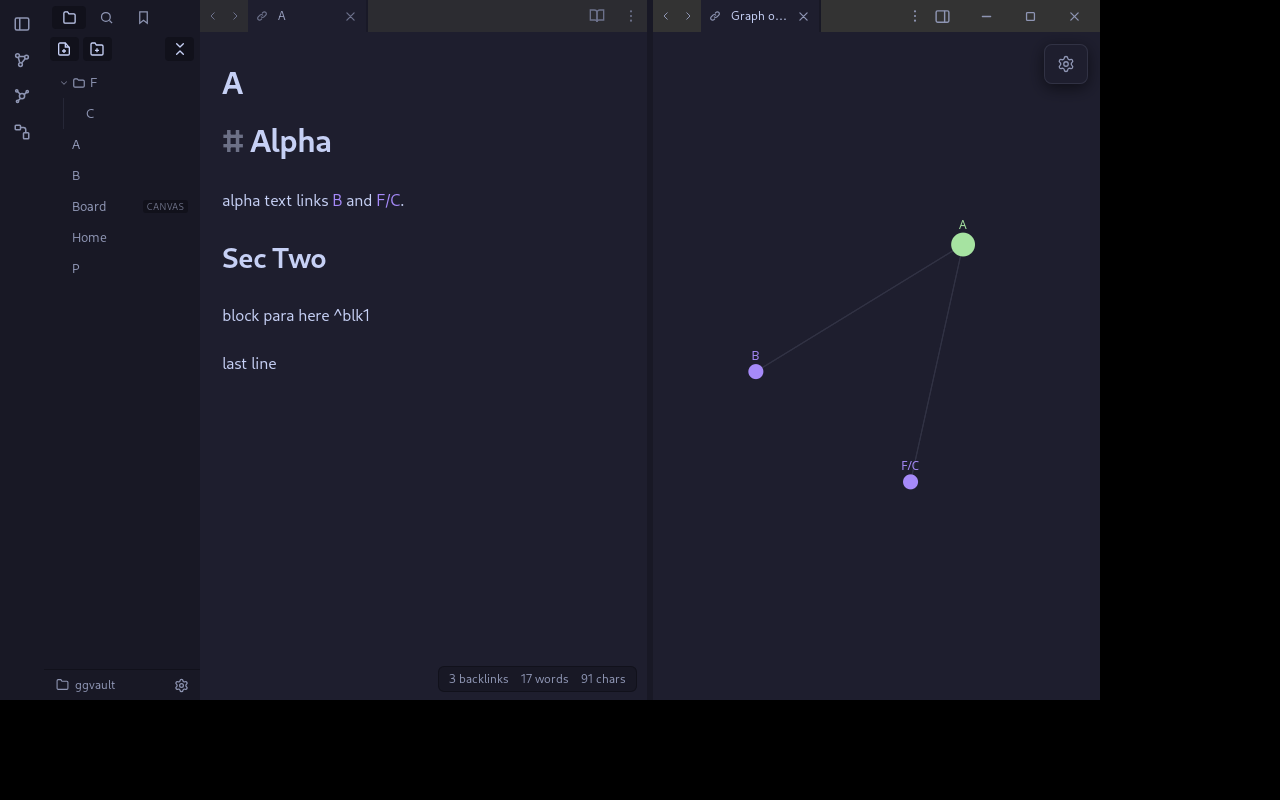 A
Graph o...
F
C
A
B
Board CANVAS
Home
P
ggvault
A
# Alpha
alpha text links B and F/C.
Sec Two
block para here ^blk1
last line
3 backlinks 17 words 91 chars
A
B
F/C